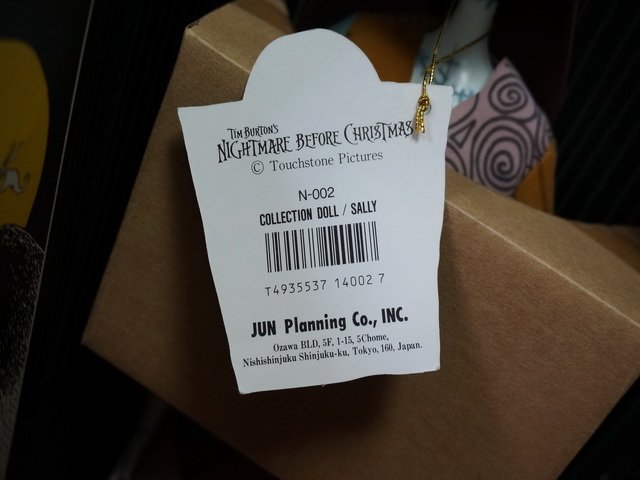 TIM BURTON'S
NIGHTMARE BEFORE CHRISTMAS
© Touchstone Pictures
N-002
COLLECTION DOLL / SALLY
T4935537 14002 7
JUN Planning Co., INC.
Ozawa BLD, 5F, 1-15, 5Chome,
Nishishinjuku Shinjuku-ku, Tokyo, 160, Japan.